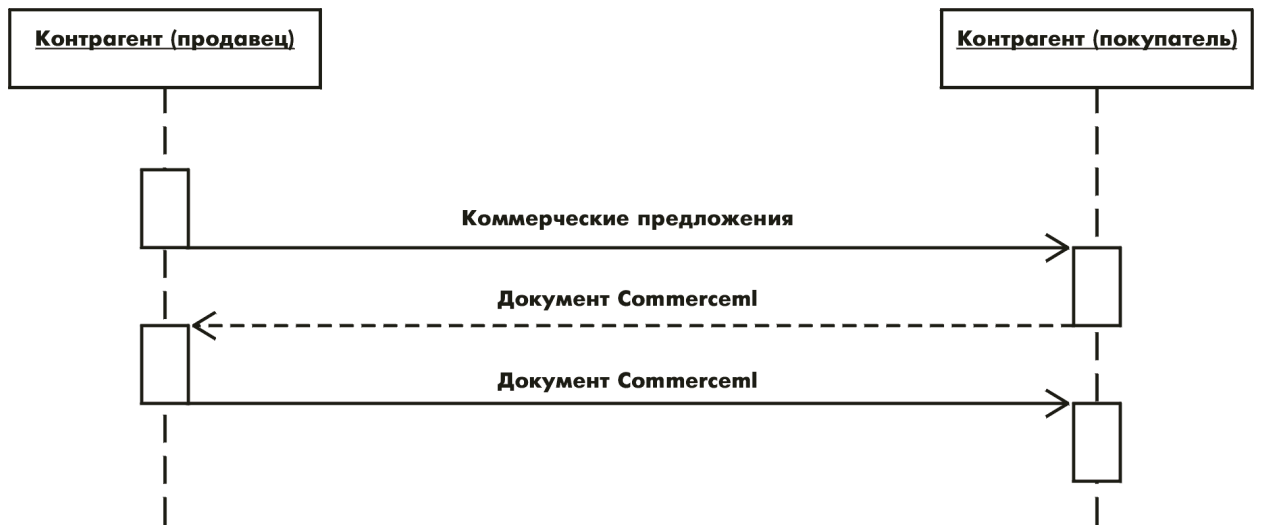 Контрагент (продавец)
Контрагент (покупатель)
Коммерческие предложения
Документ Commerceml
Документ Commerceml